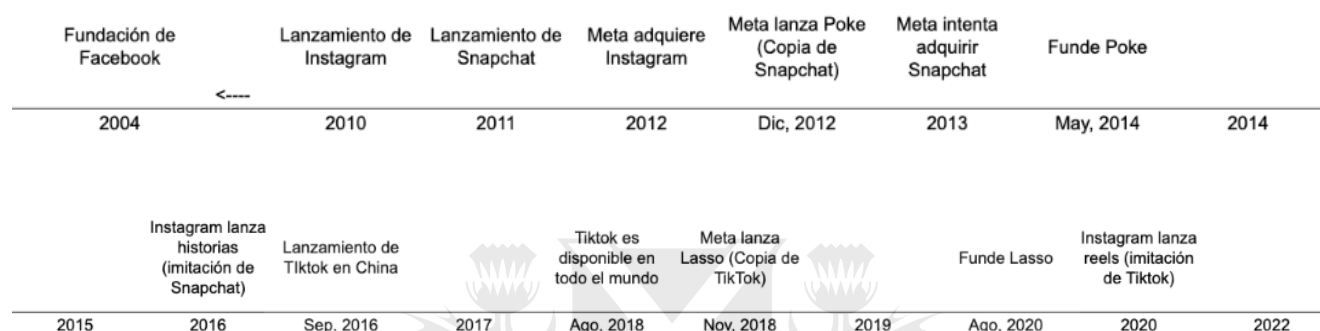 Fundación de Facebook
Lanzamiento de Instagram
Lanzamiento de Snapchat
Meta adquiere Instagram
Meta lanza Poke (Copia de Snapchat)
Meta intenta adquirir Snapchat
Funde Poke
<----
2004 2010 2011 2012 Dic, 2012 2013 May, 2014 2014
Instagram lanza historias (imitación de Snapchat)
Lanzamiento de TIktok en China
Tiktok es disponible en todo el mundo
Meta lanza Lasso (Copia de TikTok)
Funde Lasso
Instagram lanza reels (imitación de Tiktok)
2015 2016 Sep, 2016 2017 Ago, 2018 Nov, 2018 2019 Ago, 2020 2020 2022